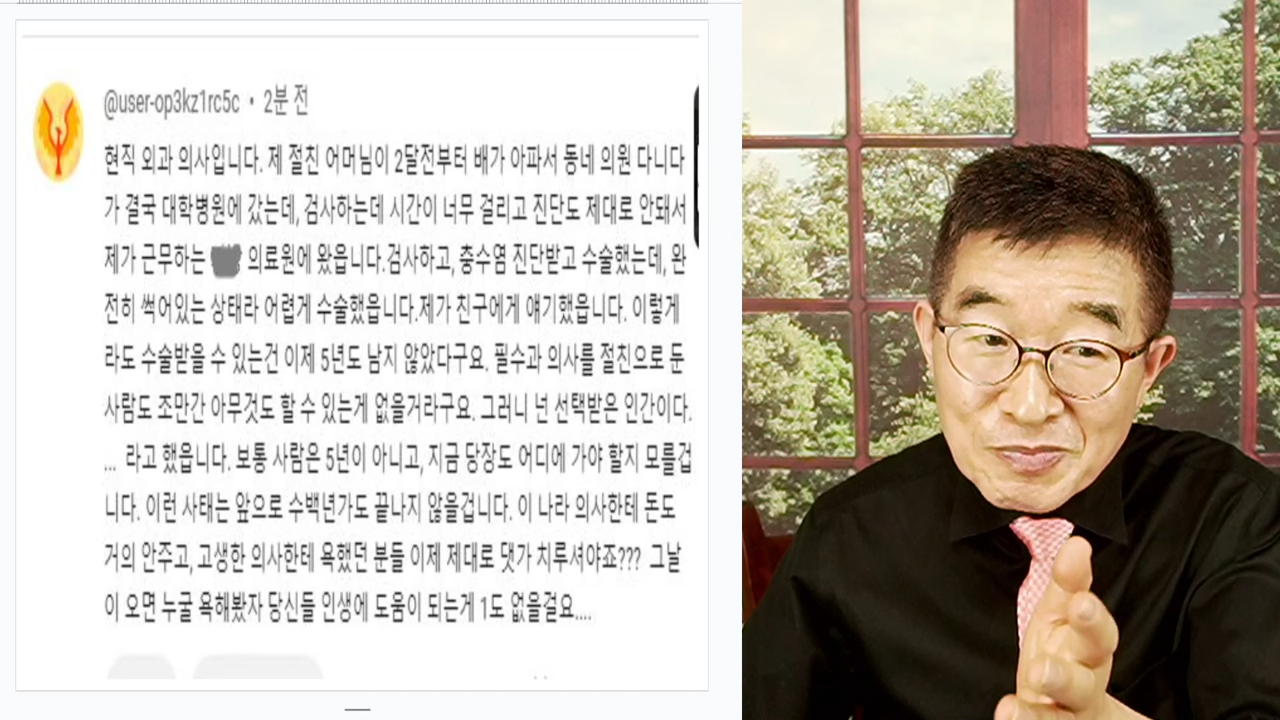 @user-op3kz1rc5c · 2분 전
현직 외과 의사입니다. 제 절친 어머님이 2달전부터 배가 아파서 동네 의원 다니다
가 결국 대학병원에 갔는데, 검사하는데 시간이 너무 걸리고 진단도 제대로 안돼서
제가 근무하는 의료원에 왔읍니다.검사하고, 충수염 진단받고 수술했는데, 완
전히 썩어있는 상태라 어렵게 수술했읍니다.제가 친구에게 얘기했읍니다. 이렇게
라도 수술받을 수 있는건 이제 5년도 남지 않았다구요. 필수과 의사를 절친으로 둔
사람도 조만간 아무것도 할 수 있는게 없을거라구요. 그러니 넌 선택받은 인간이다.
... 라고 했읍니다. 보통 사람은 5년이 아니고, 지금 당장도 어디에 가야 할지 모를겁
니다. 이런 사태는 앞으로 수백년가도 끝나지 않을겁니다. 이 나라 의사한테 돈도
거의 안주고, 고생한 의사한테 욕했던 분들 이제 제대로 댓가 치루셔야죠??? 그날
이 오면 누굴 욕해봤자 당신들 인생에 도움이 되는게 1도 없을걸요....